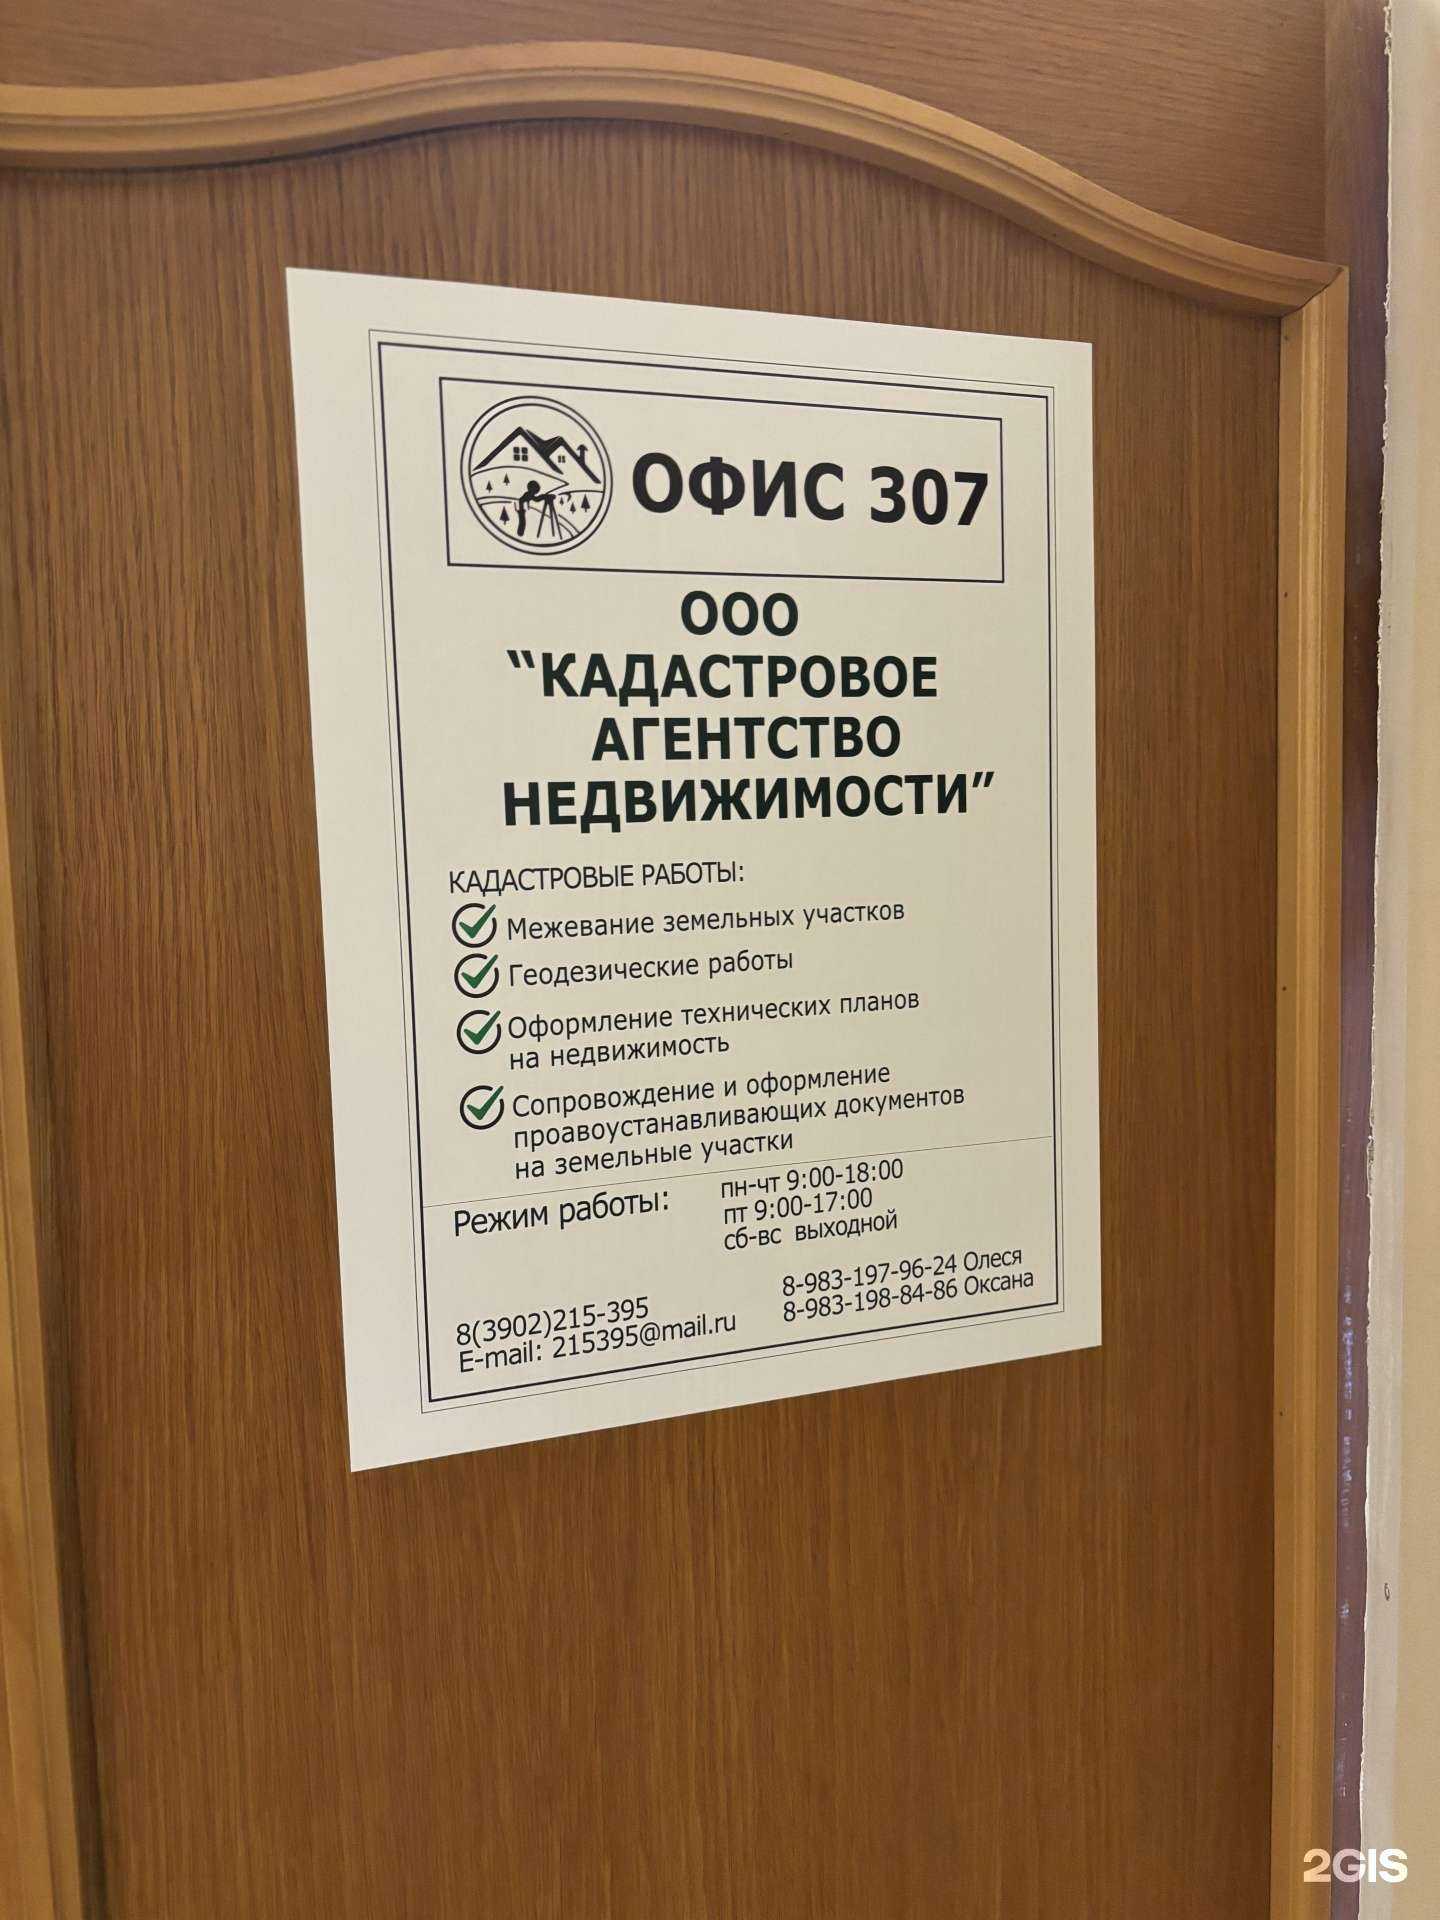 ОФИС 307
ООО
“КАДАСТРОВОЕ
АГЕНТСТВО
НЕДВИЖИМОСТИ”
КАДАСТРОВЫЕ РАБОТЫ:
Межевание земельных участков
Геодезические работы
Оформление технических планов
на недвижимость
Сопровождение и оформление
проавоустанавливающих документов
на земельные участки
Режим работы:
пн-чт 9:00-18:00
пт 9:00-17:00
сб-вс выходной
8-983-197-96-24 Олеся
8-983-198-84-86 Оксана
8(3902)215-395
E-mail: 215395@mail.ru
2GIS